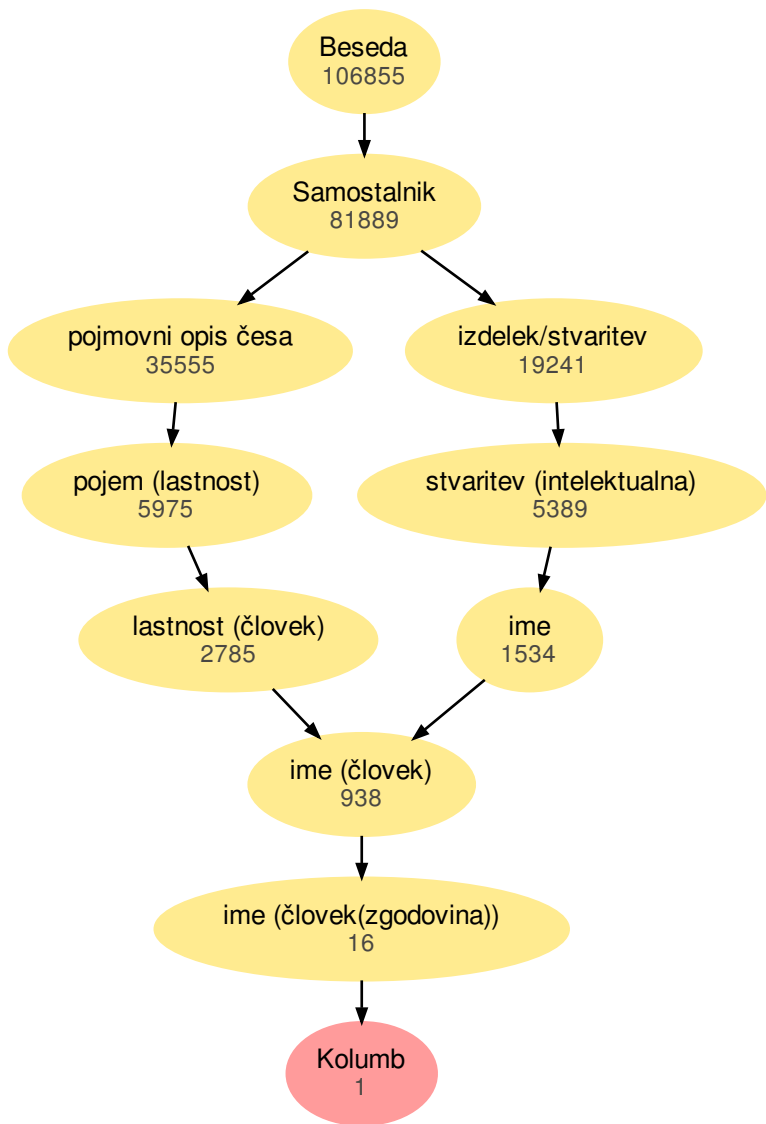 Beseda
106855
Samostalnik
81889
pojmovni opis česa
35555
izdelek/stvaritev
19241
pojem (lastnost)
5975
stvaritev (intelektualna)
5389
lastnost (človek)
2785
ime
1534
ime (človek)
938
ime (človek(zgodovina))
16
Kolumb
1